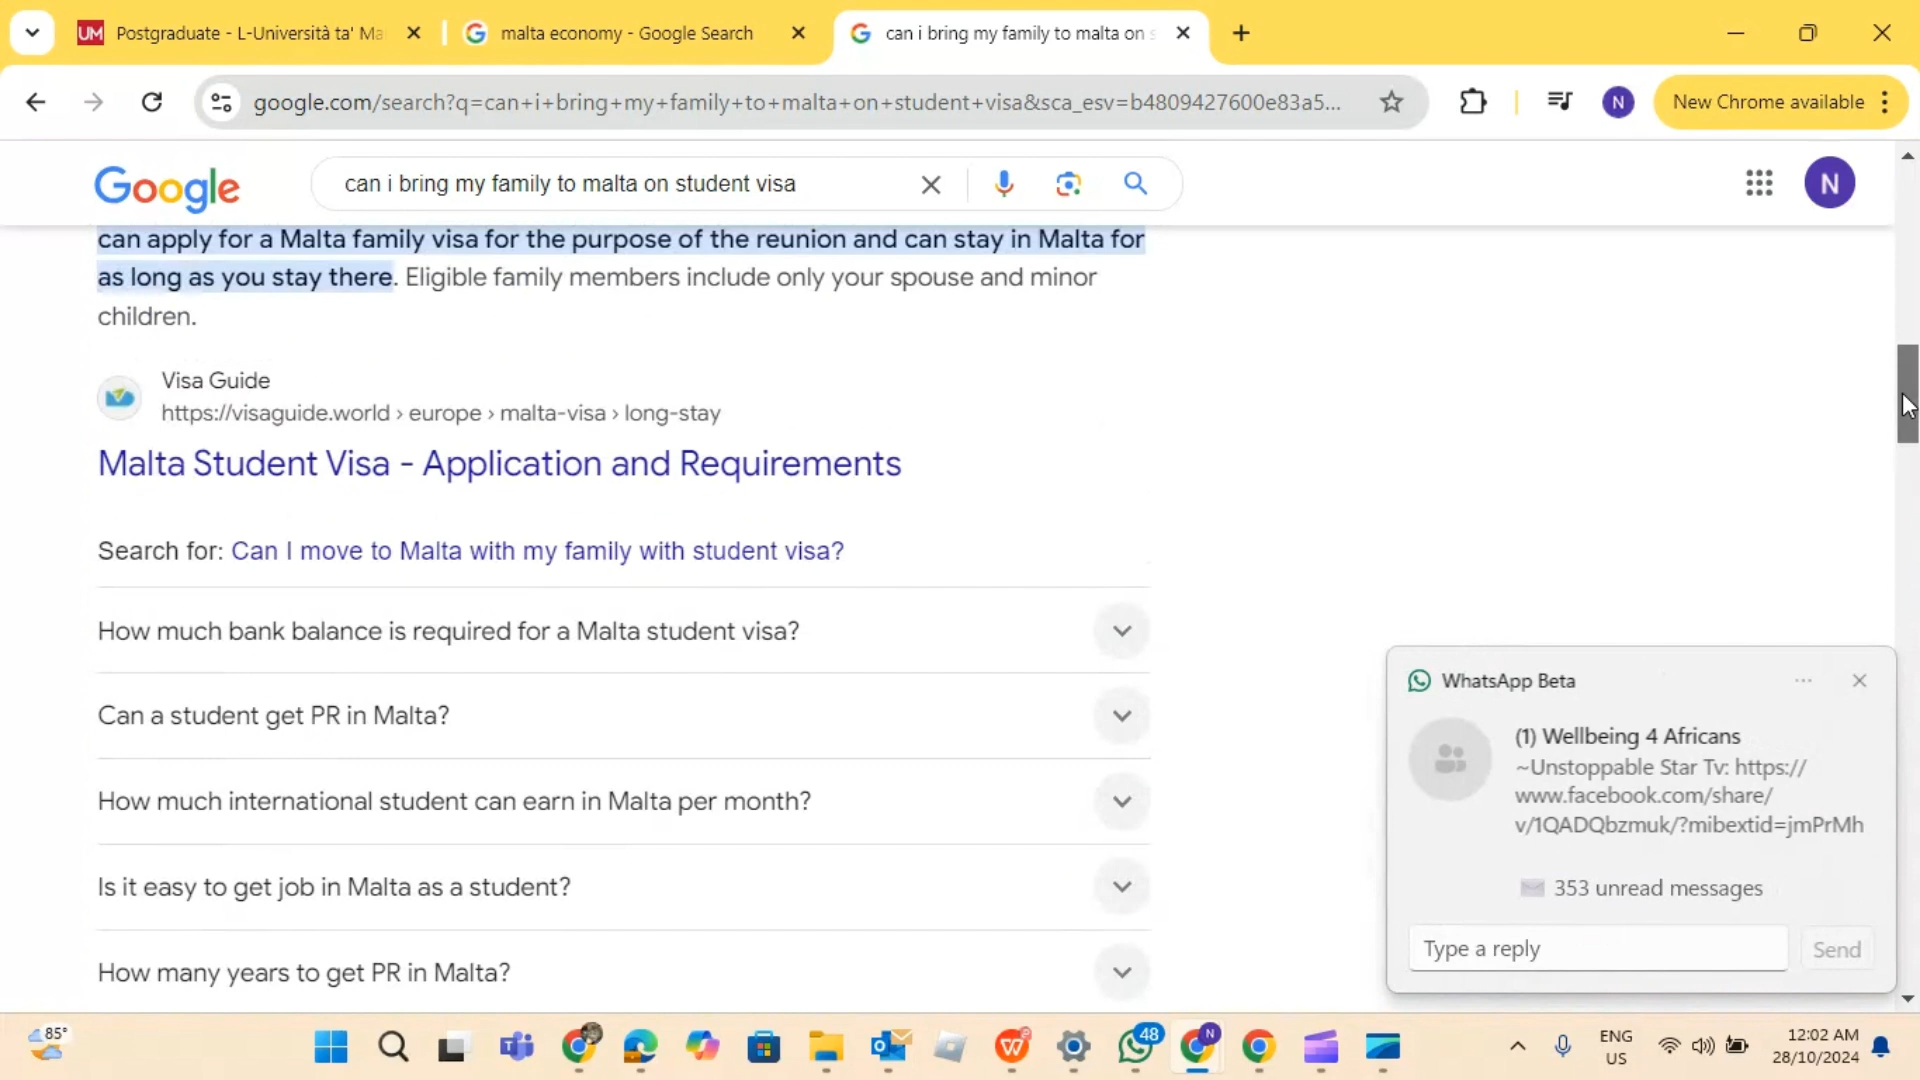 Postgraduate - L-Università ta' Ma
malta economy - Google Search
can i bring my family to malta on s
google.com/search?q=can+i+bring+my+family+to+malta+on+student+visa&sca_esv=b4809427600e83a5...
N
New Chrome available
Google
can i bring my family to malta on student visa
N
can apply for a Malta family visa for the purpose of the reunion and can stay in Malta for
as long as you stay there. Eligible family members include only your spouse and minor
children.
Visa Guide
https://visaguide.world › europe › malta-visa › long-stay
Malta Student Visa - Application and Requirements
Search for: Can I move to Malta with my family with student visa?
How much bank balance is required for a Malta student visa?
Can a student get PR in Malta?
How much international student can earn in Malta per month?
Is it easy to get job in Malta as a student?
How many years to get PR in Malta?
WhatsApp Beta
(1) Wellbeing 4 Africans
~Unstoppable Star Tv: https://
www.facebook.com/share/
v/1QADQbzmuk/?mibextid=jmPrMh
353 unread messages
Type a reply
Send
85°
48
N
ENG
US
12:02 AM
28/10/2024